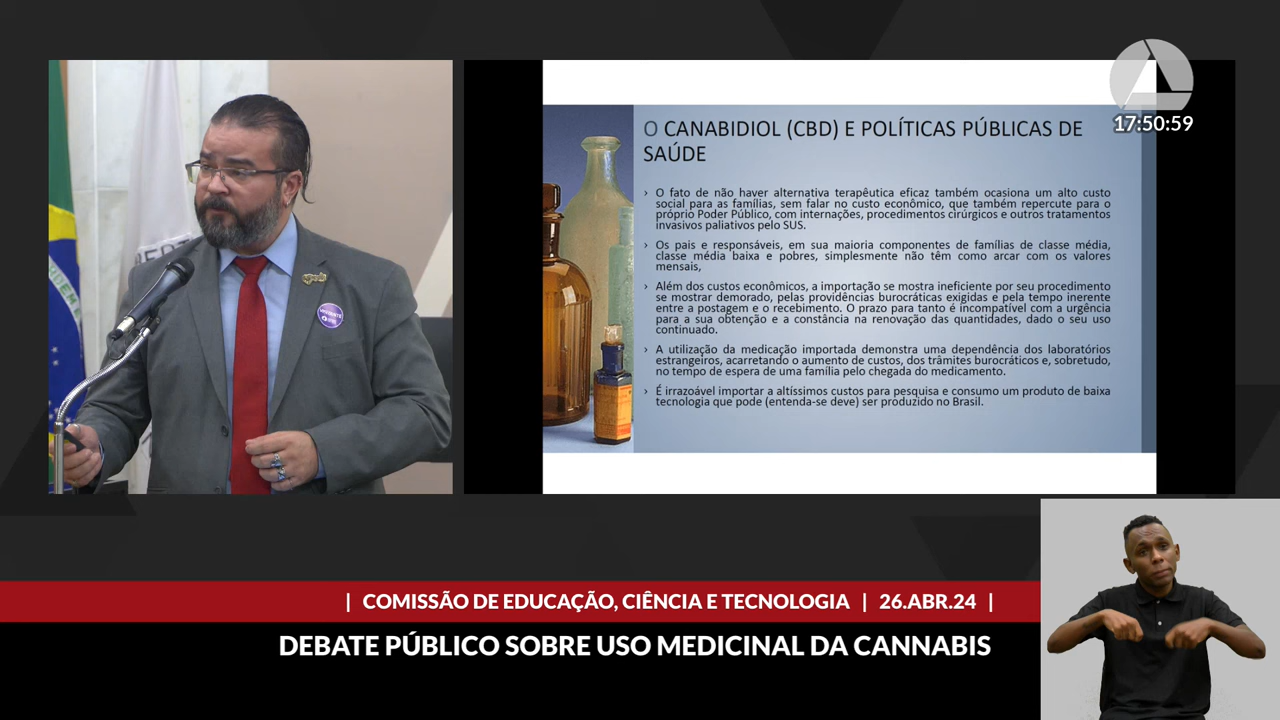 17:50:59
O CANABIDIOL (CBD) E POLÍTICAS PÚBLICAS DE
SAÚDE
› O fato de não haver alternativa terapêutica eficaz também ocasiona um alto custo
social para as famílias, sem falar no custo econômico, que também repercute para o
próprio Poder Público, com internações, procedimentos cirúrgicos e outros tratamentos
invasivos paliativos pelo SUS.
› Os pais e responsáveis, em sua maioria componentes de famílias de classe média,
classe média baixa e pobres, simplesmente não têm como arcar com os valores
mensais,
› Além dos custos econômicos, a importação se mostra ineficiente por seu procedimento
se mostrar demorado, pelas providências burocráticas exigidas e pela tempo inerente
entre a postagem e o recebimento. O prazo para tanto é incompatível com a urgência
para a sua obtenção e a constância na renovação das quantidades, dado o seu uso
continuado.
› A utilização da medicação importada demonstra uma dependência dos laboratórios
estrangeiros, acarretando o aumento de custos, dos trâmites burocráticos e, sobretudo,
no tempo de espera de uma família pelo chegada do medicamento.
› É irrazoável importar a altíssimos custos para pesquisa e consumo um produto de baixa
tecnologia que pode (entenda-se deve) ser produzido no Brasil.
| COMISSÃO DE EDUCAÇÃO, CIÊNCIA E TECNOLOGIA | 26.ABR.24 |
DEBATE PÚBLICO SOBRE USO MEDICINAL DA CANNABIS